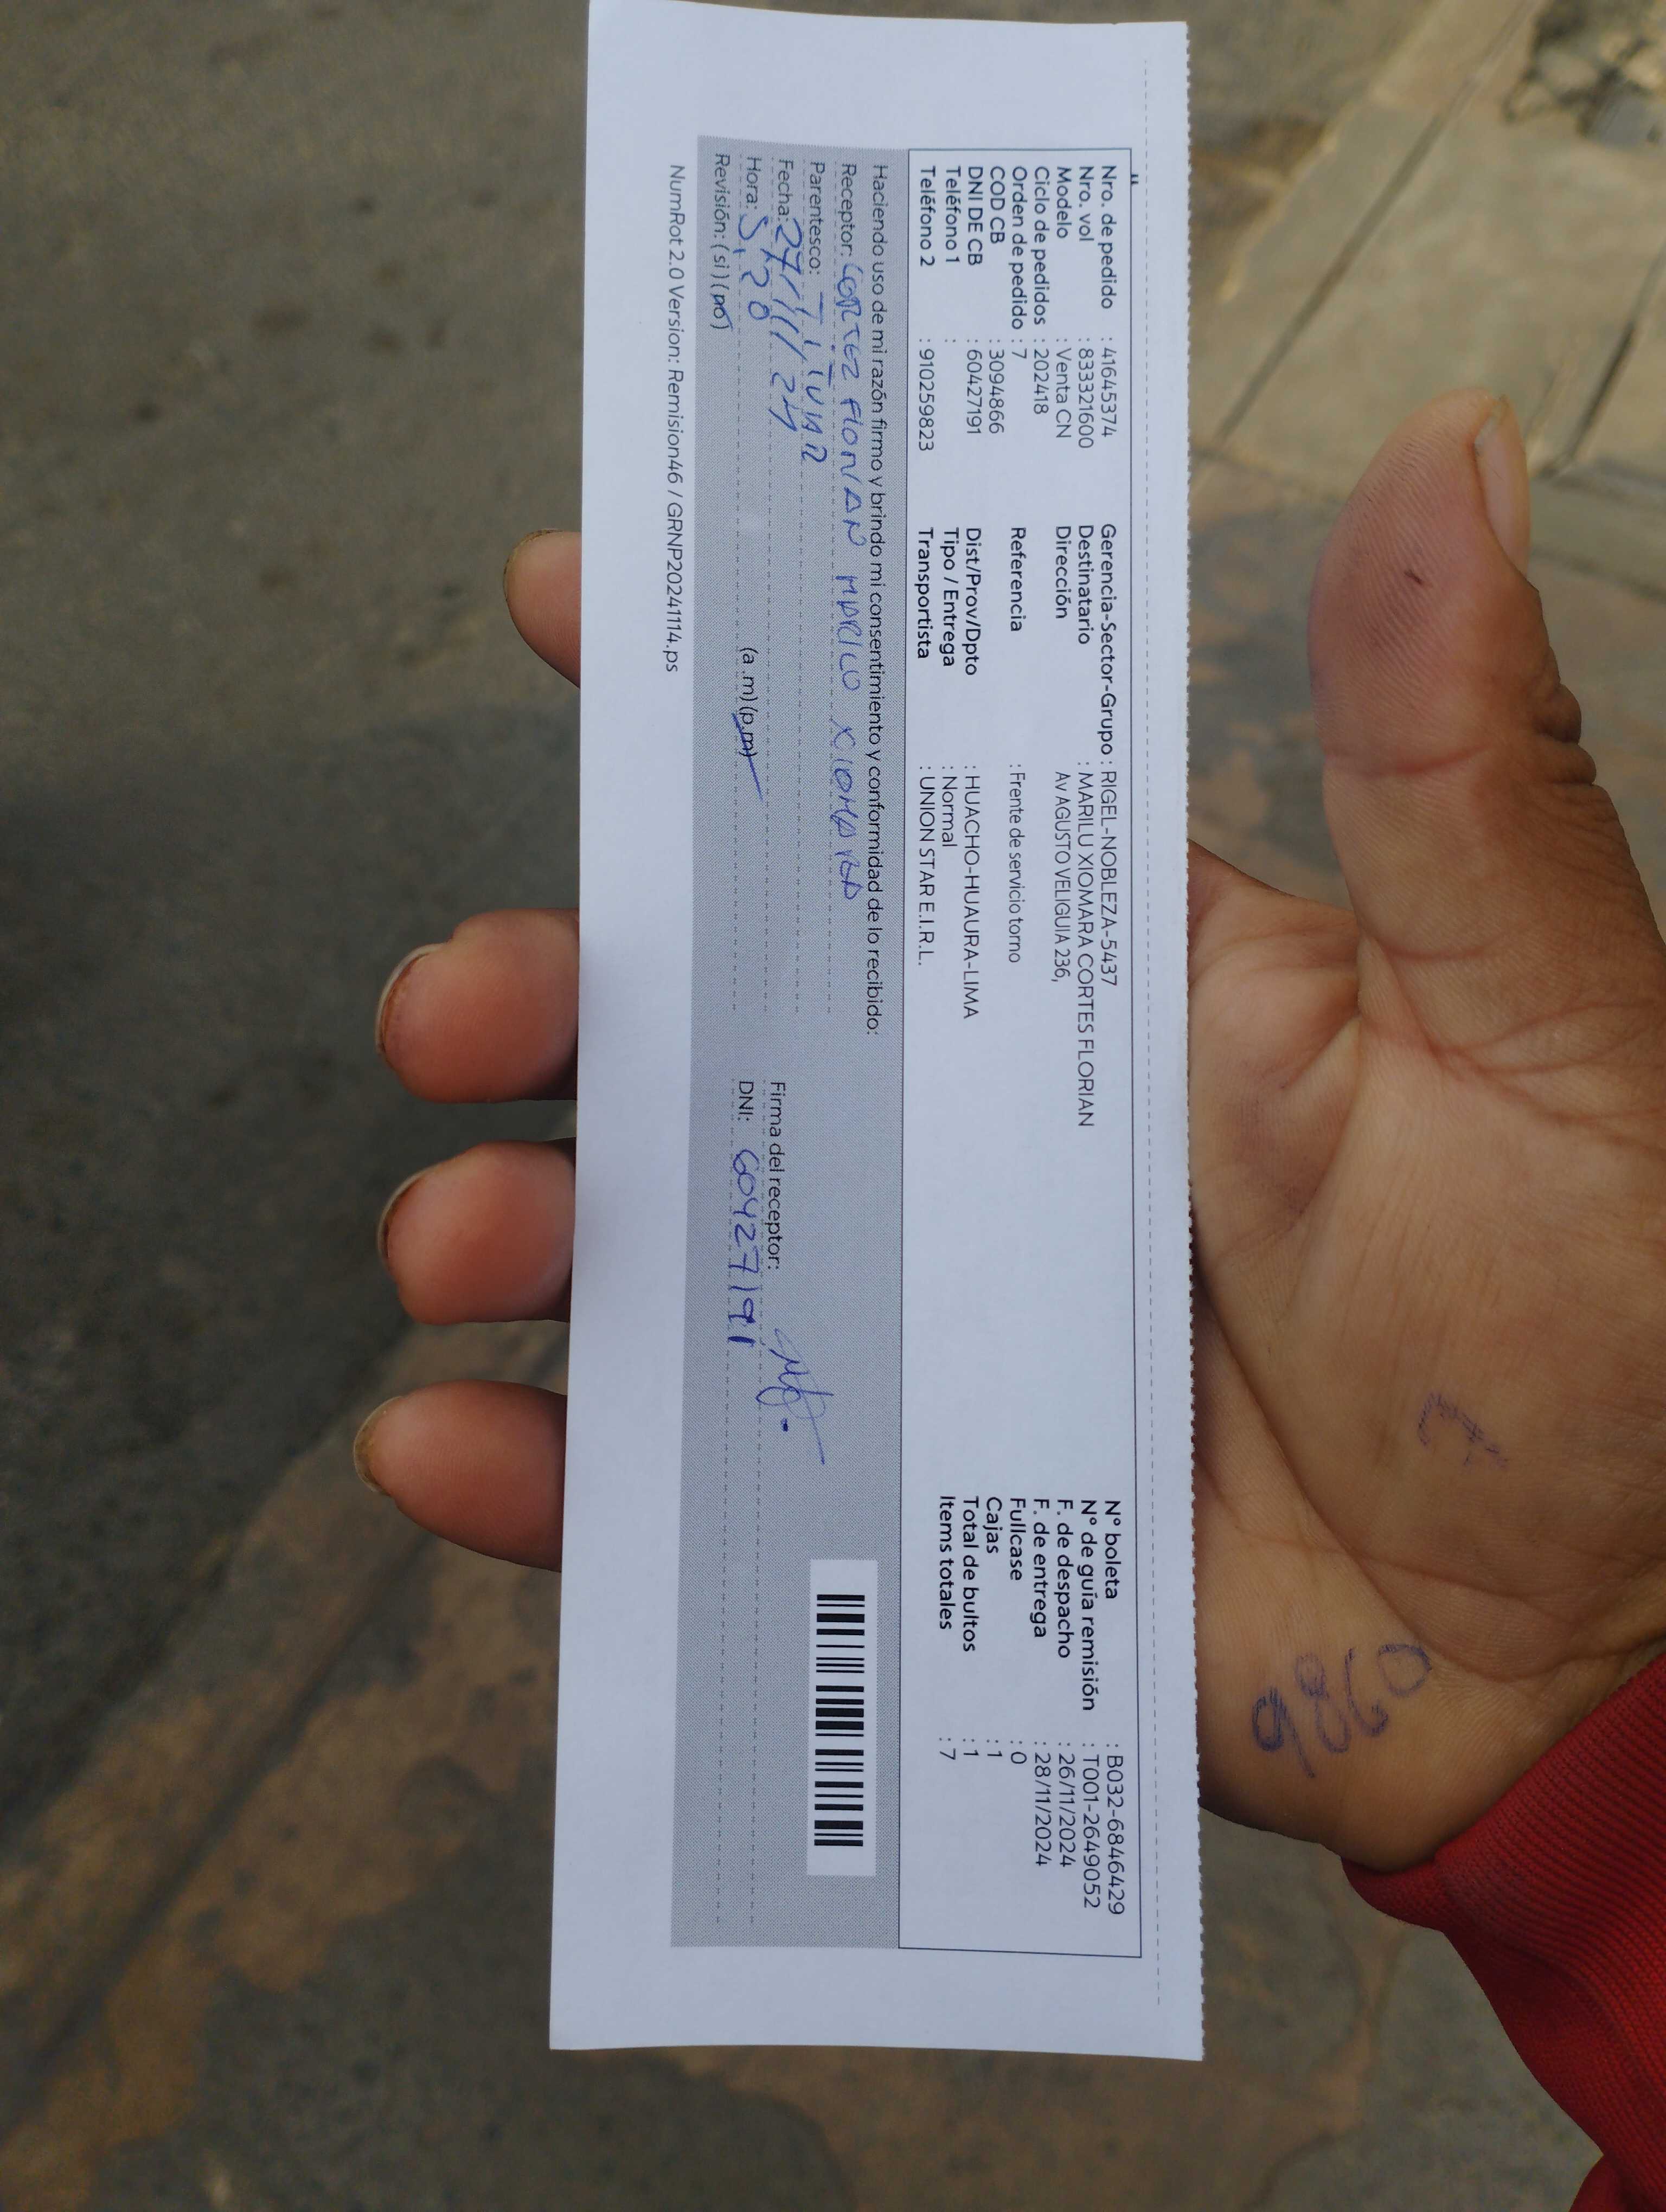 Nro. de pedido : 41645374
Nro. vol : 833321600
Modelo : Venta CN
Ciclo de pedidos : 202418
Orden de pedido : 7
COD CB : 3094866
DNI DE CB : 60427191
Teléfono 1 :
Teléfono 2 : 910259823
Gerencia-Sector-Grupo : RIGEL-NOBLEZA-5437
Destinatario : MARILU XIOMARA CORTES FLORIAN
Dirección : Av AGUSTO VELIGUIA 236,
Referencia : Frente de servicio torno
Dist/Prov/Dpto : HUACHO-HUAURA-LIMA
Tipo / Entrega : Normal
Transportista : UNION STAR E.I.R.L.
N° boleta : B032-6846429
N° de guía remisión : T001-2649052
F. de despacho : 26/11/2024
F. de entrega : 28/11/2024
Fullcase : 0
Cajas : 1
Total de bultos : 1
Items totales : 7
Haciendo uso de mi razón firmo y brindo mi consentimiento y conformidad de lo recibido:
Receptor: CORTEZ FLORIAN MARILU XIOMARA
Parentesco: TITULAR
Fecha: 27/11/24
Hora: 5:20 (a .m) (p.m)
Revisión: ( si ) ( no )
Firma del receptor:
DNI: 60427191
NumRot 2.0 Version: Remision46 / GRNP20241114.ps